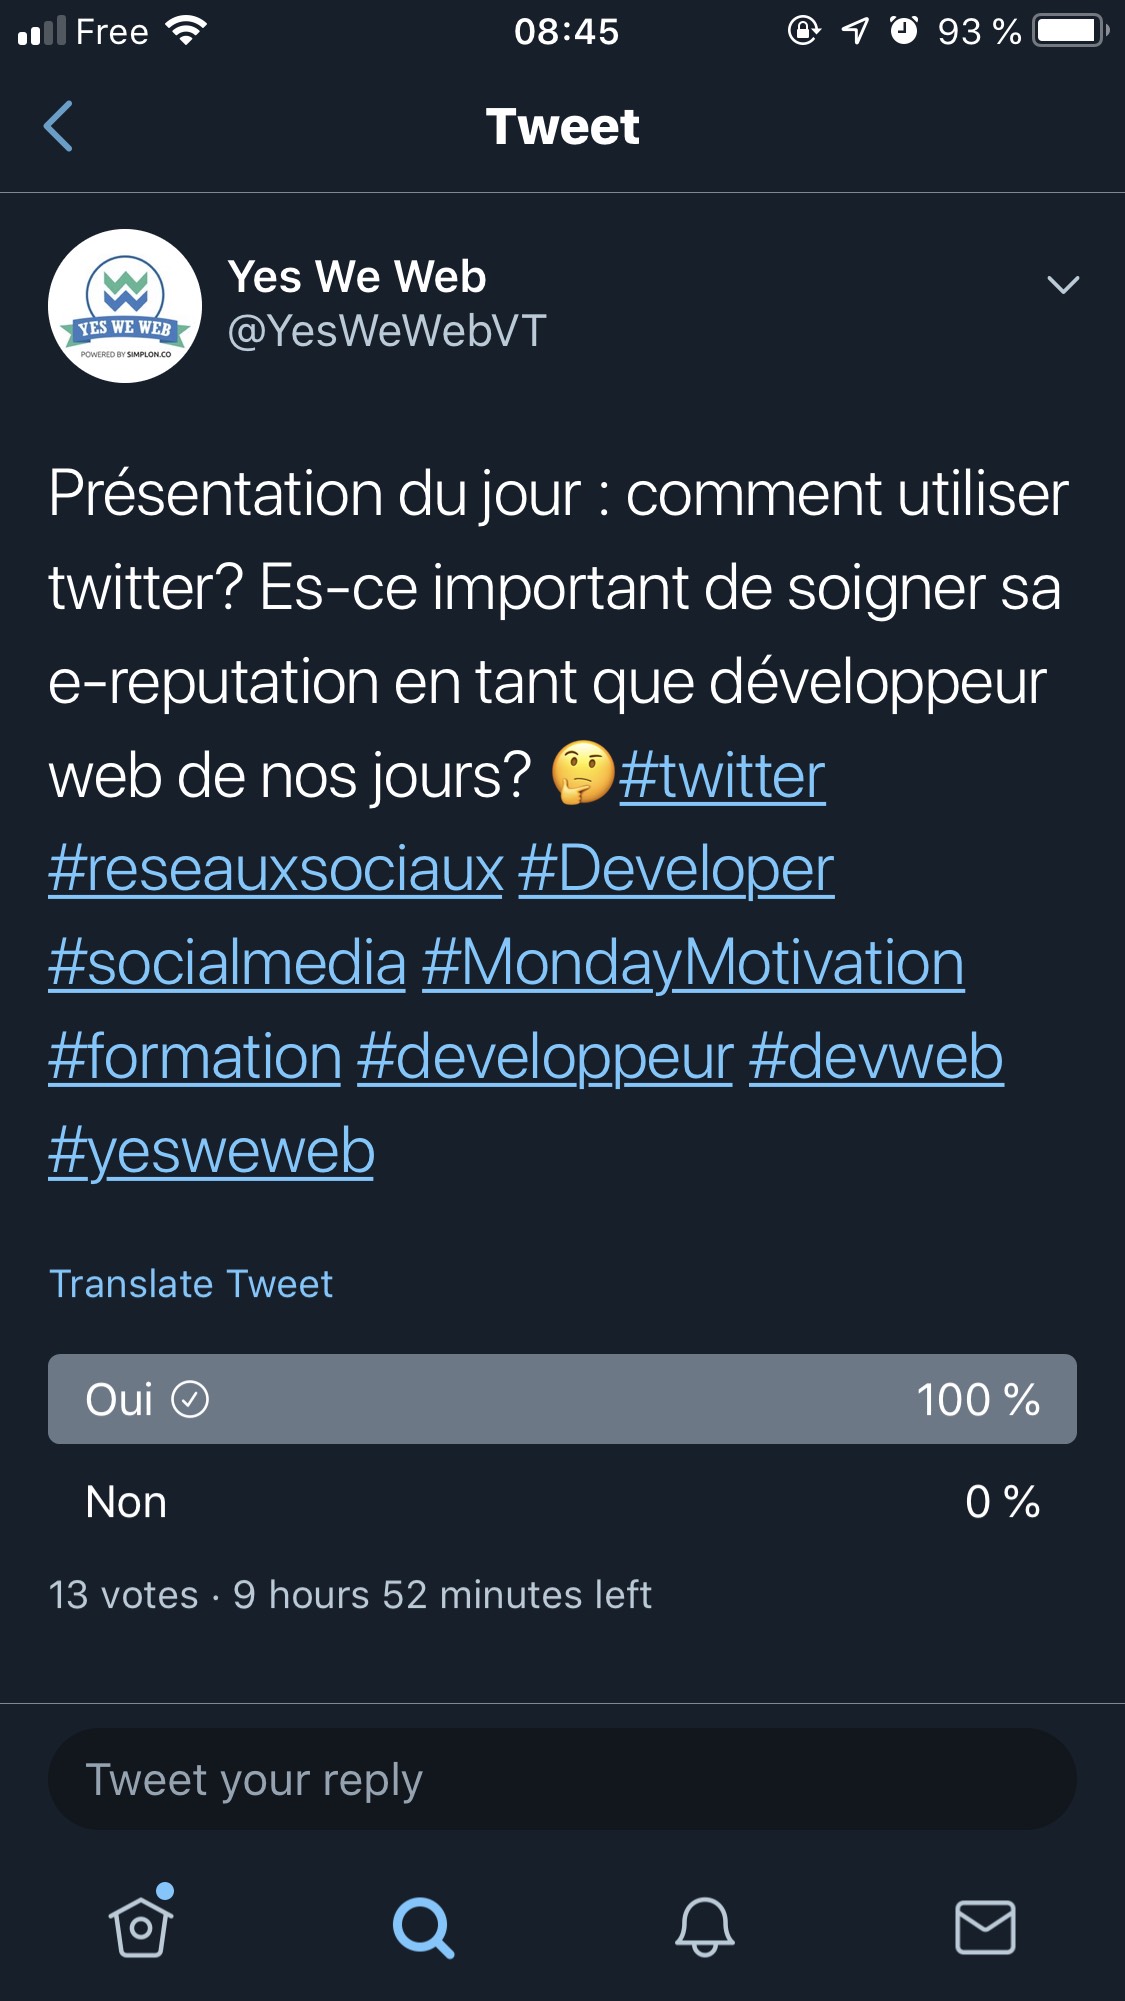 Free 08:45 93 %
Tweet
YES WE WEB
POWERED BY SIMPLON.CO
Yes We Web
@YesWeWebVT
Présentation du jour : comment utiliser
twitter? Es-ce important de soigner sa
e-reputation en tant que développeur
web de nos jours? 🤔#twitter
#reseauxsociaux #Developer
#socialmedia #MondayMotivation
#formation #developpeur #devweb
#yesweweb
Translate Tweet
Oui 100 %
Non 0 %
13 votes · 9 hours 52 minutes left
Tweet your reply